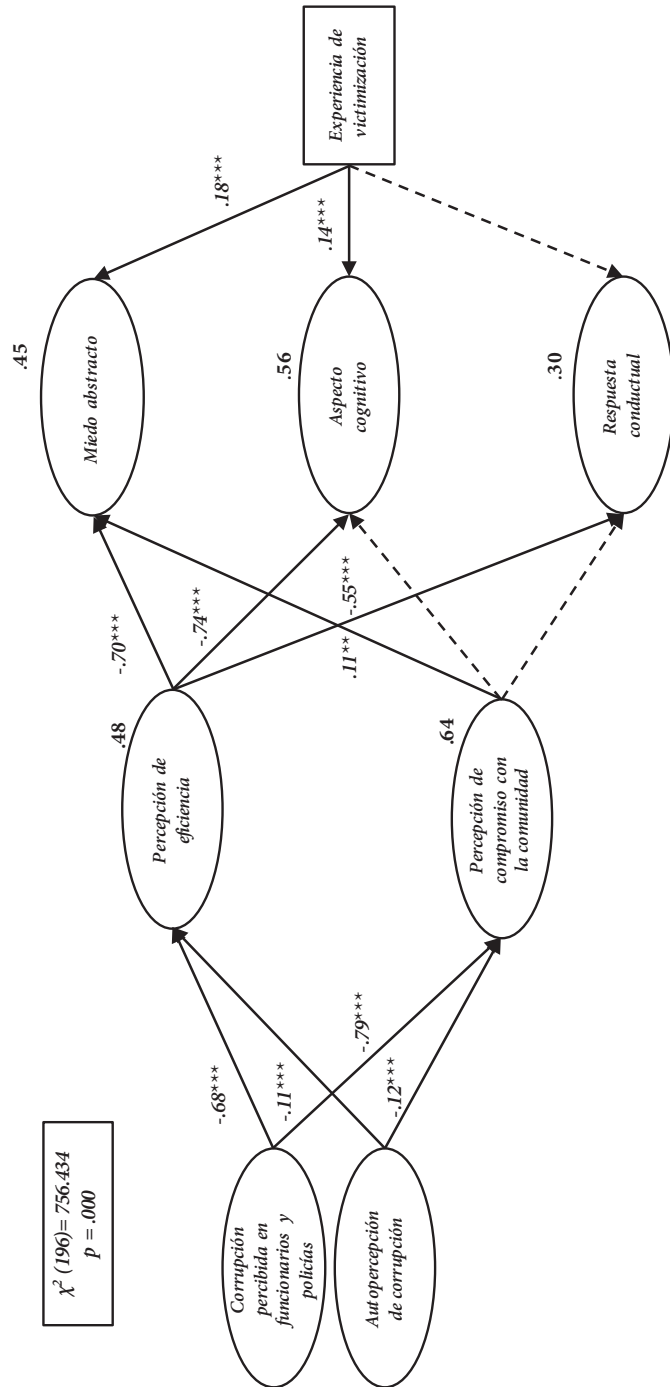 χ² (196)= 756.434
p = .000
Corrupción
percibida en
funcionarios y
policías
Autopercepción
de corrupción
-.68***
-.11***
-.79***
-.12***
.48
Percepción de
eficiencia
.64
Percepción de
compromiso con
la comunidad
-.70***
-.74***
-.55***
.11**
.45
Miedo abstracto
.56
Aspecto
cognitivo
.30
Respuesta
conductual
.18***
.14***
Experiencia de
victimización